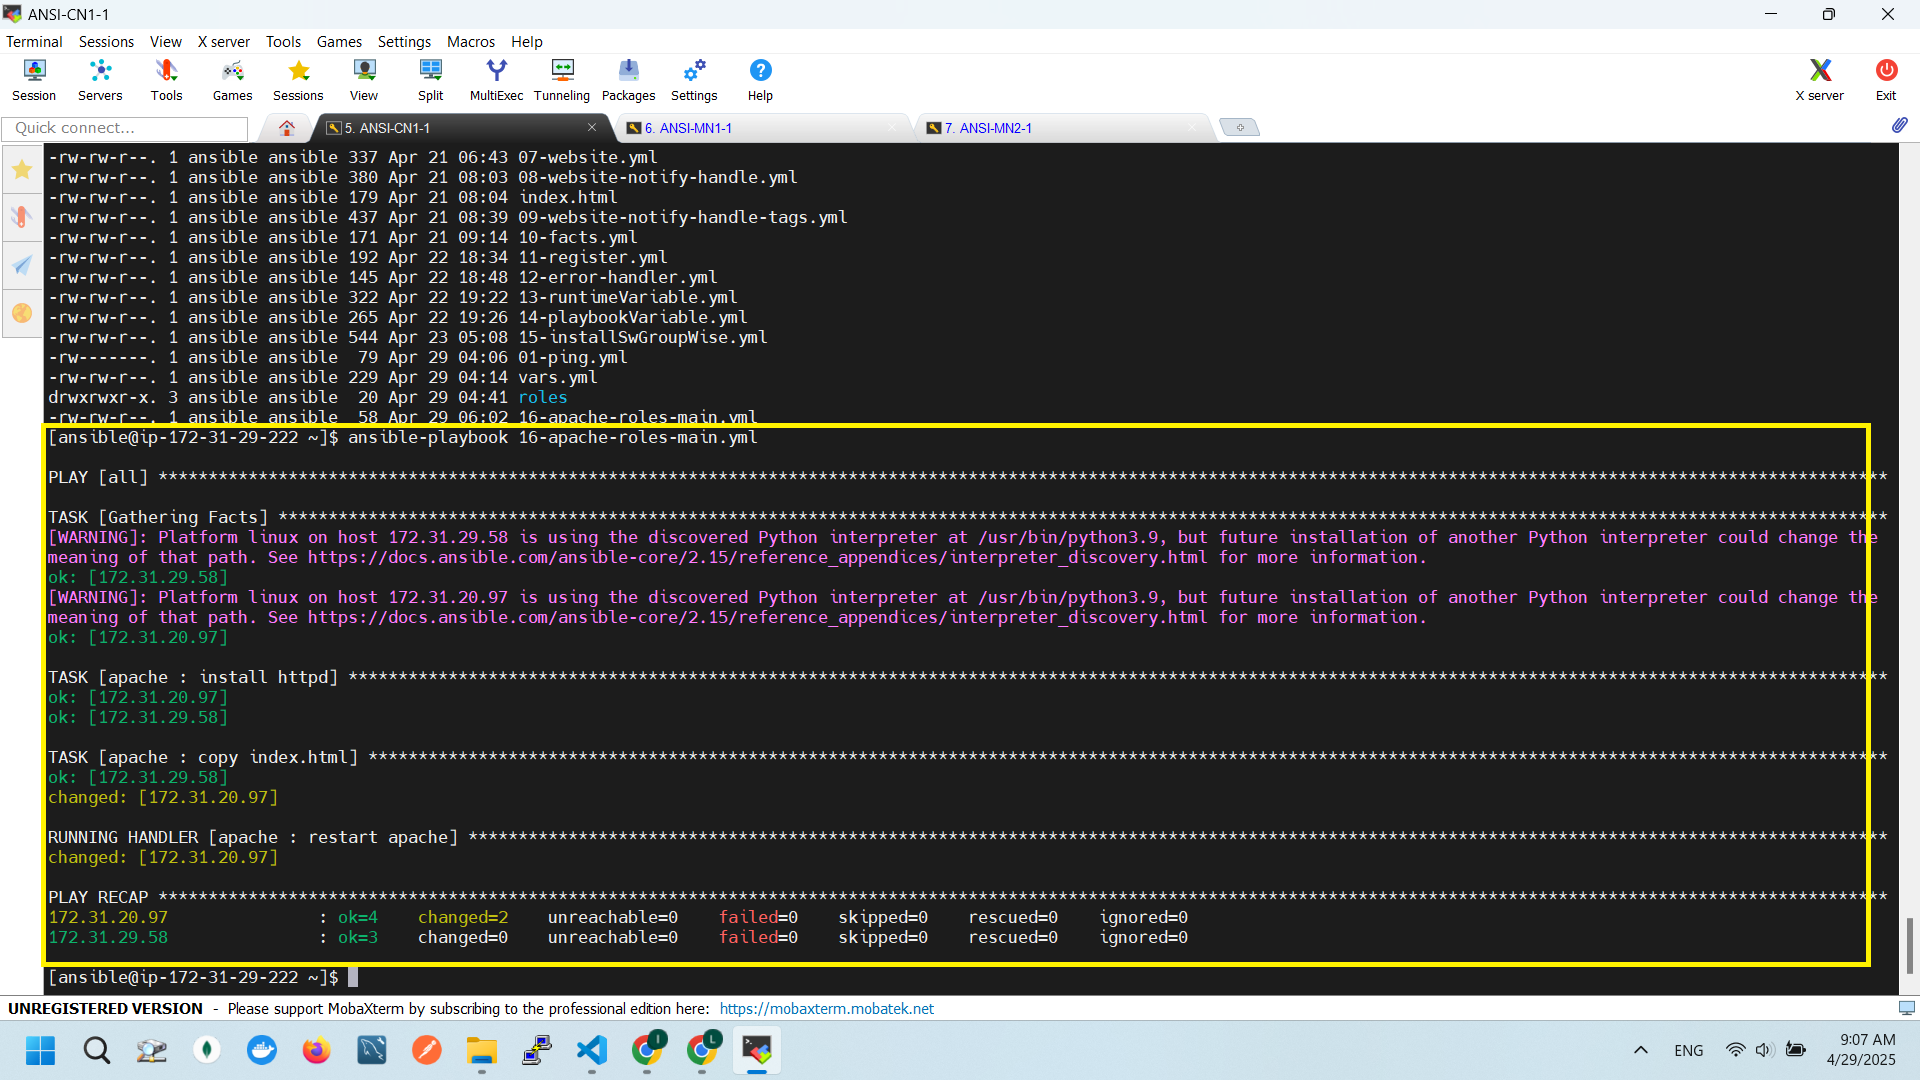 ANSI-CN1-1
Terminal Sessions View X server Tools Games Settings Macros Help
Session Servers Tools Games Sessions View Split MultiExec Tunneling Packages Settings Help X server Exit
Quick connect... 5. ANSI-CN1-1 6. ANSI-MN1-1 7. ANSI-MN2-1
-rw-rw-r--. 1 ansible ansible 337 Apr 21 06:43 07-website.yml
-rw-rw-r--. 1 ansible ansible 380 Apr 21 08:03 08-website-notify-handle.yml
-rw-rw-r--. 1 ansible ansible 179 Apr 21 08:04 index.html
-rw-rw-r--. 1 ansible ansible 437 Apr 21 08:39 09-website-notify-handle-tags.yml
-rw-rw-r--. 1 ansible ansible 171 Apr 21 09:14 10-facts.yml
-rw-rw-r--. 1 ansible ansible 192 Apr 22 18:34 11-register.yml
-rw-rw-r--. 1 ansible ansible 145 Apr 22 18:48 12-error-handler.yml
-rw-rw-r--. 1 ansible ansible 322 Apr 22 19:22 13-runtimeVariable.yml
-rw-rw-r--. 1 ansible ansible 265 Apr 22 19:26 14-playbookVariable.yml
-rw-rw-r--. 1 ansible ansible 544 Apr 23 05:08 15-installSwGroupWise.yml
-rw-------. 1 ansible ansible  79 Apr 29 04:06 01-ping.yml
-rw-rw-r--. 1 ansible ansible 229 Apr 29 04:14 vars.yml
drwxrwxr-x. 3 ansible ansible  20 Apr 29 04:41 roles
-rw-rw-r--. 1 ansible ansible  58 Apr 29 06:02 16-apache-roles-main.yml
[ansible@ip-172-31-29-222 ~]$ ansible-playbook 16-apache-roles-main.yml
PLAY [all] *****************************************************************************************************************************************************************************
TASK [Gathering Facts] *****************************************************************************************************************************************************************
[WARNING]: Platform linux on host 172.31.29.58 is using the discovered Python interpreter at /usr/bin/python3.9, but future installation of another Python interpreter could change the
meaning of that path. See https://docs.ansible.com/ansible-core/2.15/reference_appendices/interpreter_discovery.html for more information.
ok: [172.31.29.58]
[WARNING]: Platform linux on host 172.31.20.97 is using the discovered Python interpreter at /usr/bin/python3.9, but future installation of another Python interpreter could change the
meaning of that path. See https://docs.ansible.com/ansible-core/2.15/reference_appendices/interpreter_discovery.html for more information.
ok: [172.31.20.97]
TASK [apache : install httpd] **********************************************************************************************************************************************************
ok: [172.31.20.97]
ok: [172.31.29.58]
TASK [apache : copy index.html] ********************************************************************************************************************************************************
ok: [172.31.29.58]
changed: [172.31.20.97]
RUNNING HANDLER [apache : restart apache] **********************************************************************************************************************************************
changed: [172.31.20.97]
PLAY RECAP *****************************************************************************************************************************************************************************
172.31.20.97 : ok=4 changed=2 unreachable=0 failed=0 skipped=0 rescued=0 ignored=0
172.31.29.58 : ok=3 changed=0 unreachable=0 failed=0 skipped=0 rescued=0 ignored=0
[ansible@ip-172-31-29-222 ~]$
UNREGISTERED VERSION - Please support MobaXterm by subscribing to the professional edition here: https://mobaxterm.mobatek.net
I L
ENG
9:07 AM
4/29/2025